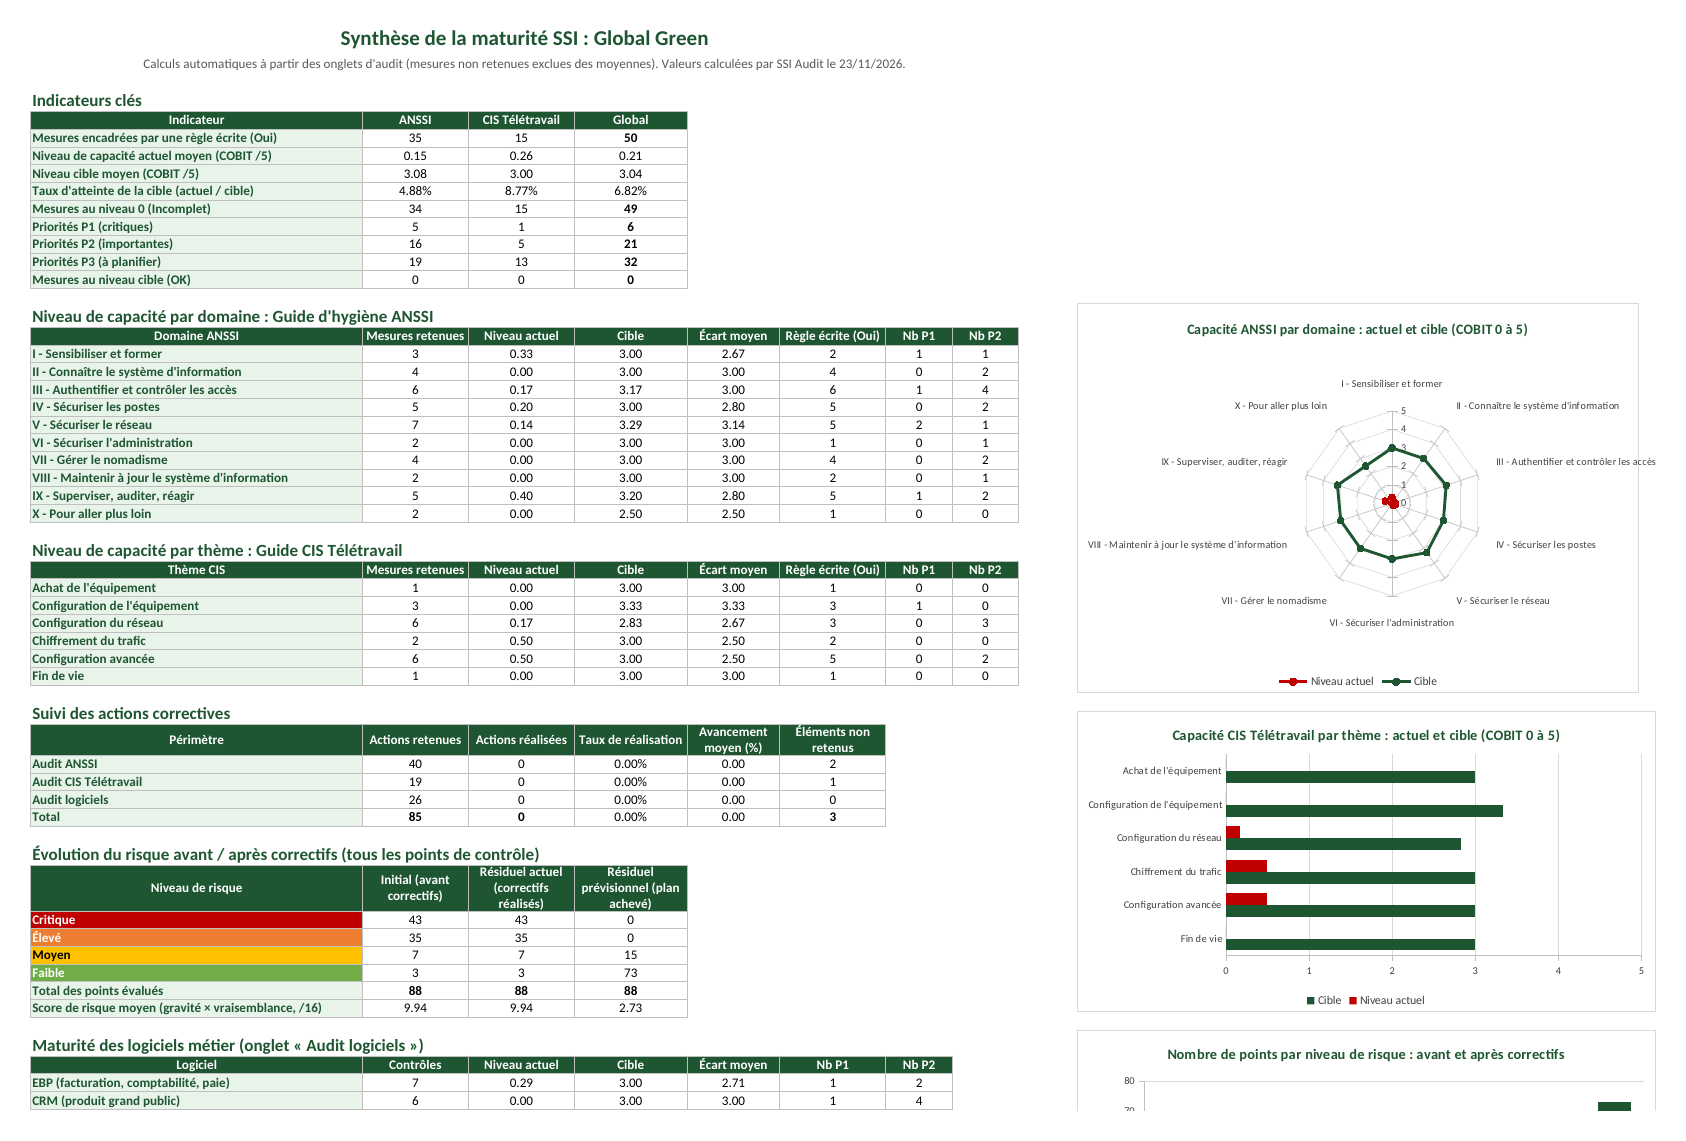 Synthèse de la maturité SSI : Global Green
Calculs automatiques à partir des onglets d'audit (mesures non retenues exclues des moyennes). Valeurs calculées par SSI Audit le 23/11/2026.
Indicateurs clés
Indicateur ANSSI CIS Télétravail Global
Mesures encadrées par une règle écrite (Oui) 35 15 50
Niveau de capacité actuel moyen (COBIT /5) 0.15 0.26 0.21
Niveau cible moyen (COBIT /5) 3.08 3.00 3.04
Taux d'atteinte de la cible (actuel / cible) 4.88% 8.77% 6.82%
Mesures au niveau 0 (Incomplet) 34 15 49
Priorités P1 (critiques) 5 1 6
Priorités P2 (importantes) 16 5 21
Priorités P3 (à planifier) 19 13 32
Mesures au niveau cible (OK) 0 0 0
Niveau de capacité par domaine : Guide d'hygiène ANSSI
Domaine ANSSI Mesures retenues Niveau actuel Cible Écart moyen Règle écrite (Oui) Nb P1 Nb P2
I - Sensibiliser et former 3 0.33 3.00 2.67 2 1 1
II - Connaître le système d'information 4 0.00 3.00 3.00 4 0 2
III - Authentifier et contrôler les accès 6 0.17 3.17 3.00 6 1 4
IV - Sécuriser les postes 5 0.20 3.00 2.80 5 0 2
V - Sécuriser le réseau 7 0.14 3.29 3.14 5 2 1
VI - Sécuriser l'administration 2 0.00 3.00 3.00 1 0 1
VII - Gérer le nomadisme 4 0.00 3.00 3.00 4 0 2
VIII - Maintenir à jour le système d'information 2 0.00 3.00 3.00 2 0 1
IX - Superviser, auditer, réagir 5 0.40 3.20 2.80 5 1 2
X - Pour aller plus loin 2 0.00 2.50 2.50 1 0 0
Niveau de capacité par thème : Guide CIS Télétravail
Thème CIS Mesures retenues Niveau actuel Cible Écart moyen Règle écrite (Oui) Nb P1 Nb P2
Achat de l'équipement 1 0.00 3.00 3.00 1 0 0
Configuration de l'équipement 3 0.00 3.33 3.33 3 1 0
Configuration du réseau 6 0.17 2.83 2.67 3 0 3
Chiffrement du trafic 2 0.50 3.00 2.50 2 0 0
Configuration avancée 6 0.50 3.00 2.50 5 0 2
Fin de vie 1 0.00 3.00 3.00 1 0 0
Suivi des actions correctives
Périmètre Actions retenues Actions réalisées Taux de réalisation Avancement moyen (%) Éléments non retenus
Audit ANSSI 40 0 0.00% 0.00 2
Audit CIS Télétravail 19 0 0.00% 0.00 1
Audit logiciels 26 0 0.00% 0.00 0
Total 85 0 0.00% 0.00 3
Évolution du risque avant / après correctifs (tous les points de contrôle)
Niveau de risque Initial (avant correctifs) Résiduel actuel (correctifs réalisés) Résiduel prévisionnel (plan achevé)
Critique 43 43 0
Élevé 35 35 0
Moyen 7 7 15
Faible 3 3 73
Total des points évalués 88 88 88
Score de risque moyen (gravité × vraisemblance, /16) 9.94 9.94 2.73
Maturité des logiciels métier (onglet « Audit logiciels »)
Logiciel Contrôles Niveau actuel Cible Écart moyen Nb P1 Nb P2
EBP (facturation, comptabilité, paie) 7 0.29 3.00 2.71 1 2
CRM (produit grand public) 6 0.00 3.00 3.00 1 4
Capacité ANSSI par domaine : actuel et cible (COBIT 0 à 5)
I - Sensibiliser et former
X - Pour aller plus loin
II - Connaître le système d'information
IX - Superviser, auditer, réagir
III - Authentifier et contrôler les accès
VIII - Maintenir à jour le système d'information
IV - Sécuriser les postes
VII - Gérer le nomadisme
V - Sécuriser le réseau
VI - Sécuriser l'administration
5
4
3
2
1
0
Niveau actuel Cible
Capacité CIS Télétravail par thème : actuel et cible (COBIT 0 à 5)
Achat de l'équipement
Configuration de l'équipement
Configuration du réseau
Chiffrement du trafic
Configuration avancée
Fin de vie
0 1 2 3 4 5
Cible Niveau actuel
Nombre de points par niveau de risque : avant et après correctifs
80
70